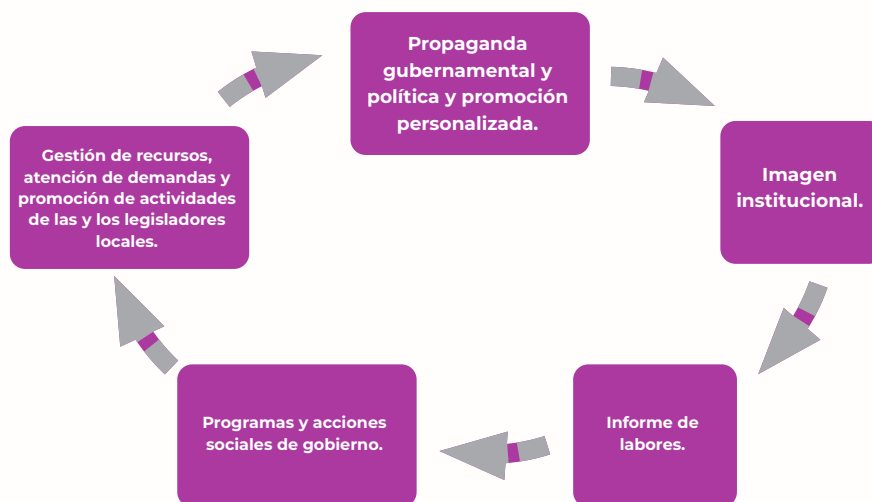 Propaganda
gubernamental y
política y promoción
personalizada.
Imagen
institucional.
Informe de
labores.
Programas y acciones
sociales de gobierno.
Gestión de recursos,
atención de demandas y
promoción de actividades
de las y los legisladores
locales.